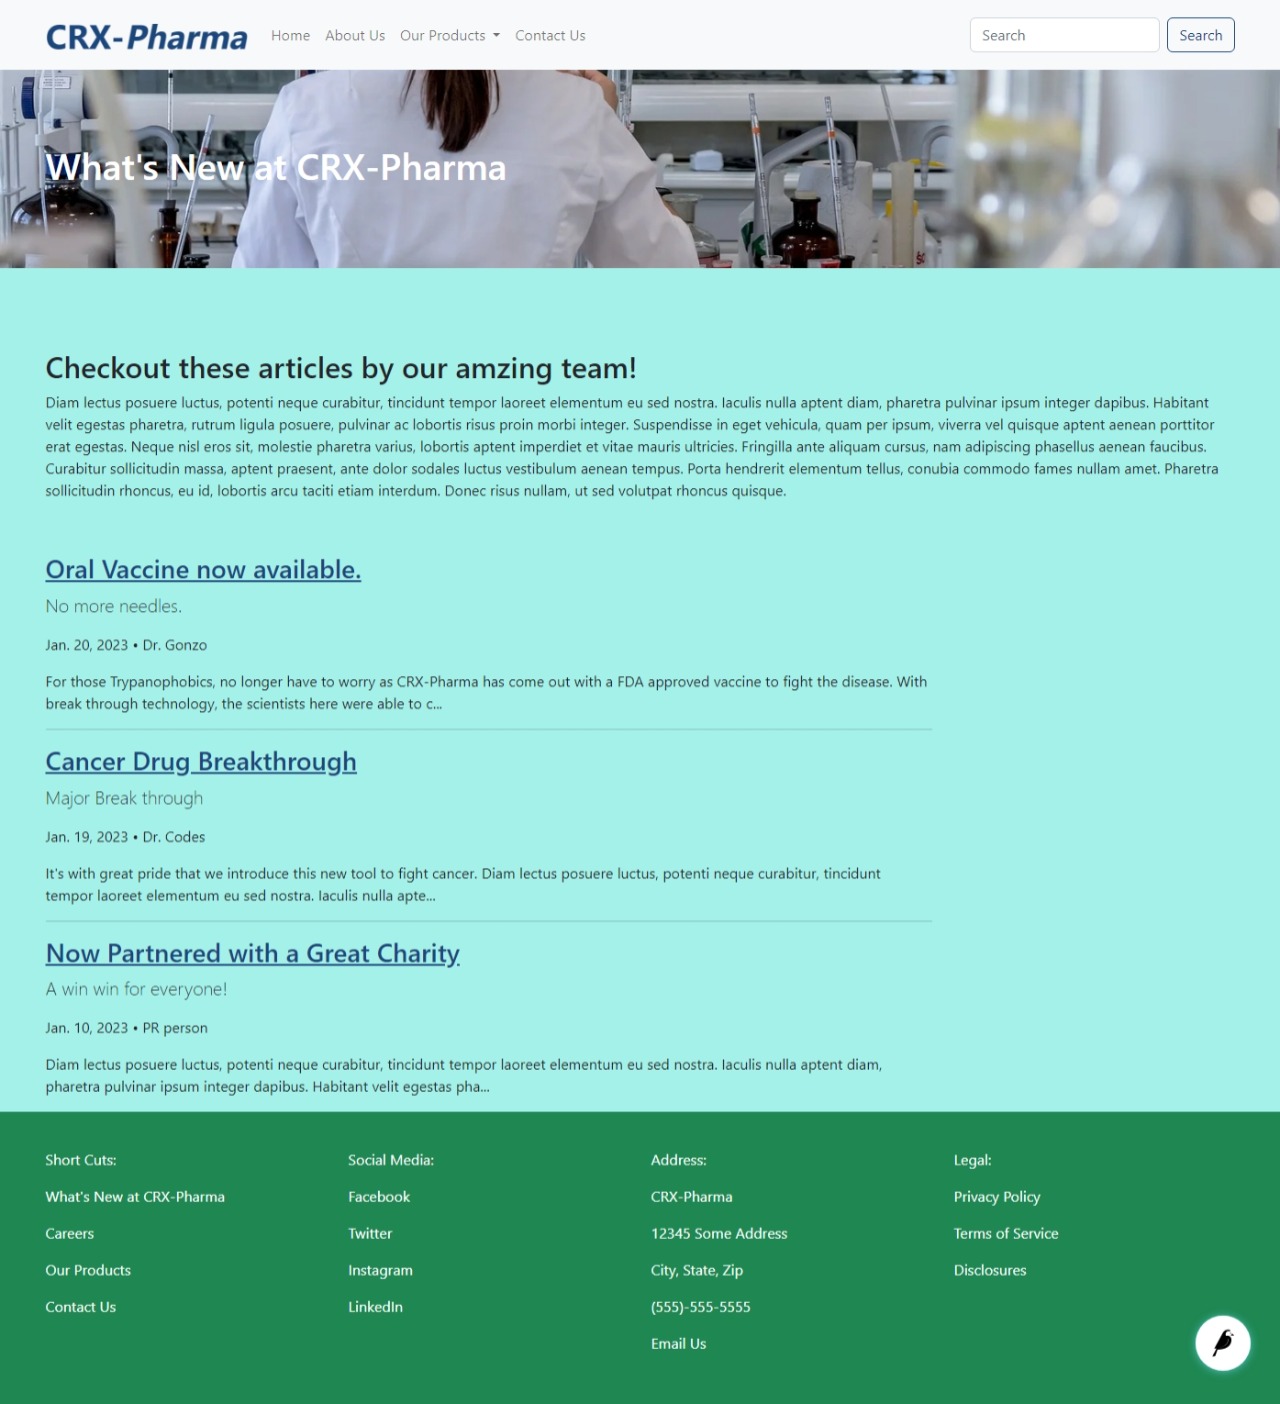 CRX-Pharma
Home About Us Our Products Contact Us
Search Search
What's New at CRX-Pharma
Checkout these articles by our amzing team!
Diam lectus posuere luctus, potenti neque curabitur, tincidunt tempor laoreet elementum eu sed nostra. Iaculis nulla aptent diam, pharetra pulvinar ipsum integer dapibus. Habitant
velit egestas pharetra, rutrum ligula posuere, pulvinar ac lobortis risus proin morbi integer. Suspendisse in eget vehicula, quam per ipsum, viverra vel quisque aptent aenean porttitor
erat egestas. Neque nisl eros sit, molestie pharetra varius, lobortis aptent imperdiet et vitae mauris ultricies. Fringilla ante aliquam cursus, nam adipiscing phasellus aenean faucibus.
Curabitur sollicitudin massa, aptent praesent, ante dolor sodales luctus vestibulum aenean tempus. Porta hendrerit elementum tellus, conubia commodo fames nullam amet. Pharetra
sollicitudin rhoncus, eu id, lobortis arcu taciti etiam interdum. Donec risus nullam, ut sed volutpat rhoncus quisque.
Oral Vaccine now available.
No more needles.
Jan. 20, 2023 • Dr. Gonzo
For those Trypanophobics, no longer have to worry as CRX-Pharma has come out with a FDA approved vaccine to fight the disease. With
break through technology, the scientists here were able to c...
Cancer Drug Breakthrough
Major Break through
Jan. 19, 2023 • Dr. Codes
It's with great pride that we introduce this new tool to fight cancer. Diam lectus posuere luctus, potenti neque curabitur, tincidunt
tempor laoreet elementum eu sed nostra. Iaculis nulla apte...
Now Partnered with a Great Charity
A win win for everyone!
Jan. 10, 2023 • PR person
Diam lectus posuere luctus, potenti neque curabitur, tincidunt tempor laoreet elementum eu sed nostra. Iaculis nulla aptent diam,
pharetra pulvinar ipsum integer dapibus. Habitant velit egestas pha...
Short Cuts:
What's New at CRX-Pharma
Careers
Our Products
Contact Us
Social Media:
Facebook
Twitter
Instagram
LinkedIn
Address:
CRX-Pharma
12345 Some Address
City, State, Zip
(555)-555-5555
Email Us
Legal:
Privacy Policy
Terms of Service
Disclosures